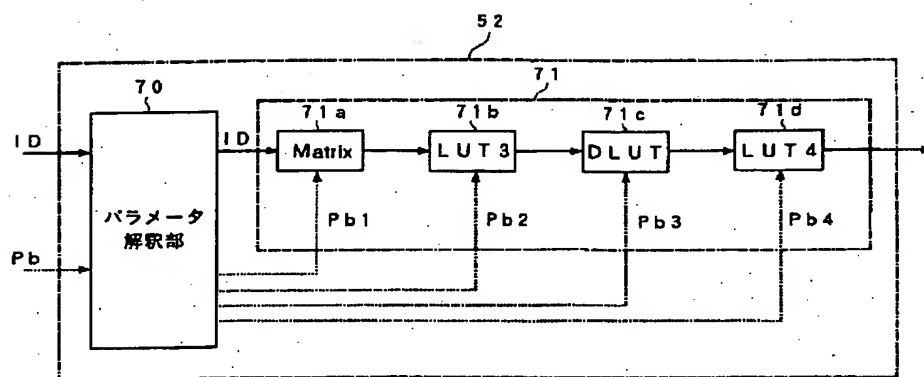 52
70
71
71a
71b
71c
71d
ID
ID
Matrix
LUT3
DLUT
LUT4
パラメータ
解釈部
Pb
Pb1
Pb2
Pb3
Pb4